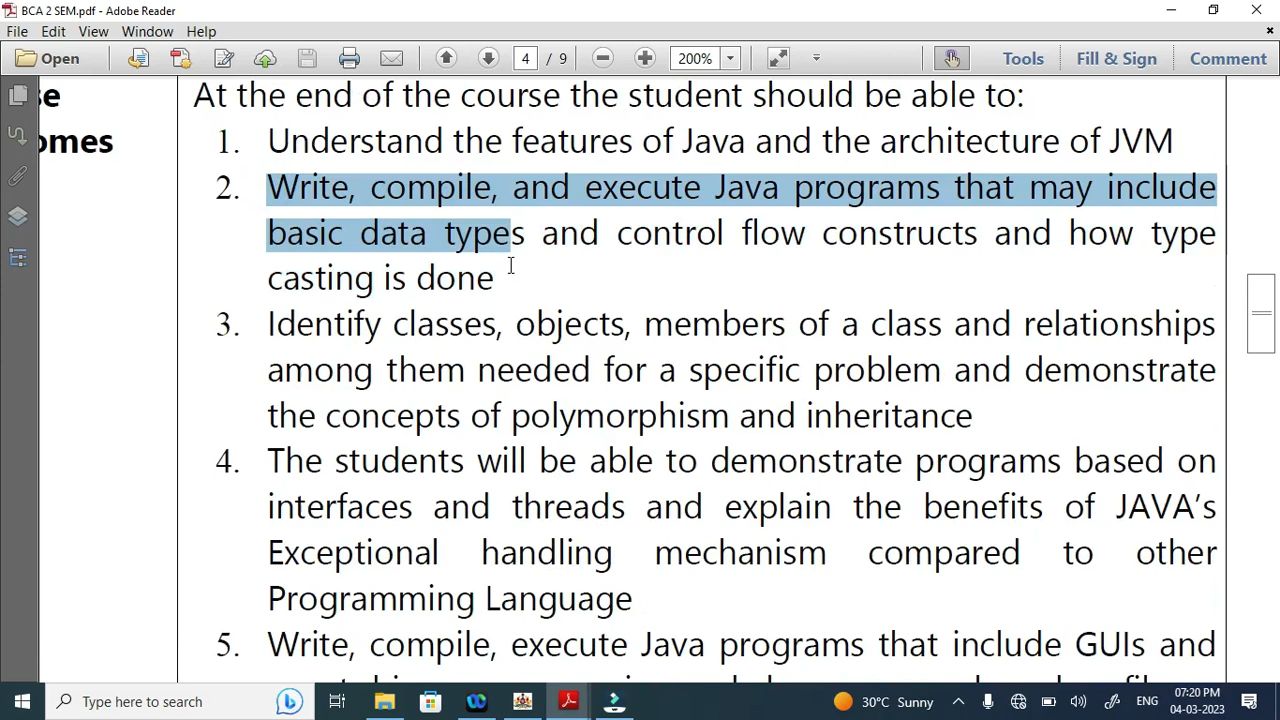 BCA 2 SEM.pdf - Adobe Reader
File Edit View Window Help
Open 4 / 9 200% Tools Fill & Sign Comment
se At the end of the course the student should be able to:
omes 1. Understand the features of Java and the architecture of JVM
2. Write, compile, and execute Java programs that may include
basic data types and control flow constructs and how type
casting is done
3. Identify classes, objects, members of a class and relationships
among them needed for a specific problem and demonstrate
the concepts of polymorphism and inheritance
4. The students will be able to demonstrate programs based on
interfaces and threads and explain the benefits of JAVA's
Exceptional handling mechanism compared to other
Programming Language
5. Write, compile, execute Java programs that include GUIs and
Type here to search 30°C Sunny ENG 07:20 PM
04-03-2023